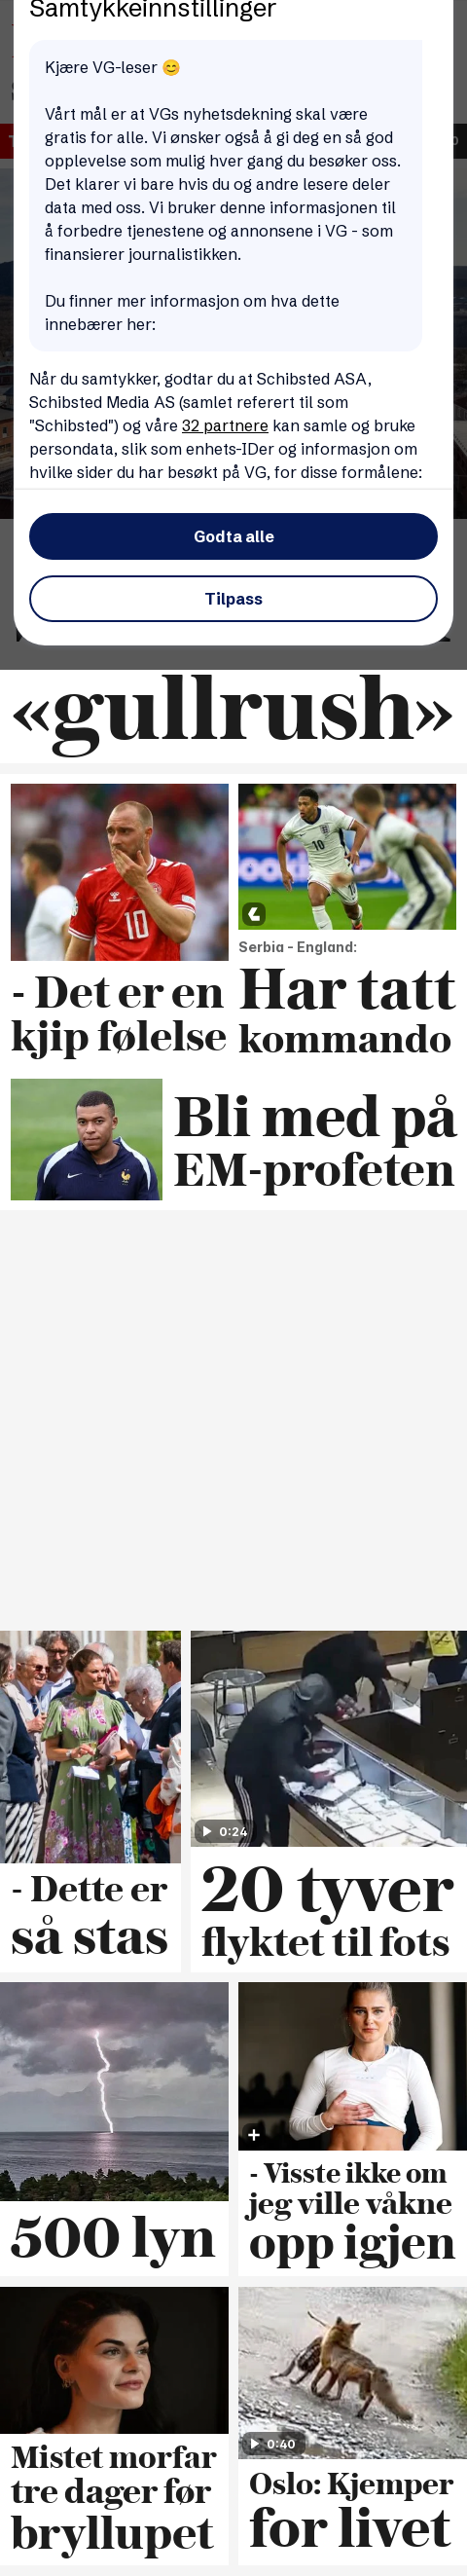 Samtykkeinnstillinger
Kjære VG-leser 😊
Vårt mål er at VGs nyhetsdekning skal være
gratis for alle. Vi ønsker også å gi deg en så god
opplevelse som mulig hver gang du besøker oss.
Det klarer vi bare hvis du og andre lesere deler
data med oss. Vi bruker denne informasjonen til
å forbedre tjenestene og annonsene i VG - som
finansierer journalistikken.
Du finner mer informasjon om hva dette
innebærer her:
Når du samtykker, godtar du at Schibsted ASA,
Schibsted Media AS (samlet referert til som
"Schibsted") og våre 32 partnere kan samle og bruke
persondata, slik som enhets-IDer og informasjon om
hvilke sider du har besøkt på VG, for disse formålene:
Godta alle
Tilpass
«gullrush»
10
- Det er en
kjip følelse
10
Serbia - England:
Har tatt
kommando
Bli med på
EM-profeten
- Dette er
så stas
0:24
20 tyver
flyktet til fots
500 lyn
- Visste ikke om
jeg ville våkne
opp igjen
Mistet morfar
tre dager før
bryllupet
0:40
Oslo: Kjemper
for livet